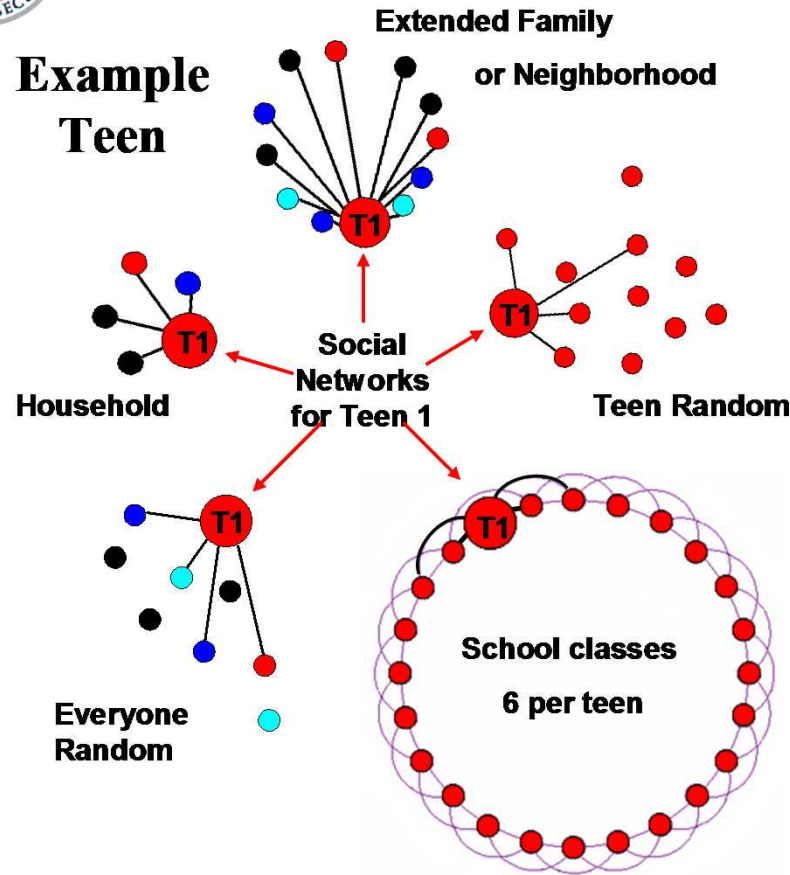 SECU
Example
Teen
Extended Family
or Neighborhood
T1
T1
T1
Social
Networks
for Teen 1
Household
Teen Random
T1
T1
School classes
6 per teen
Everyone
Random